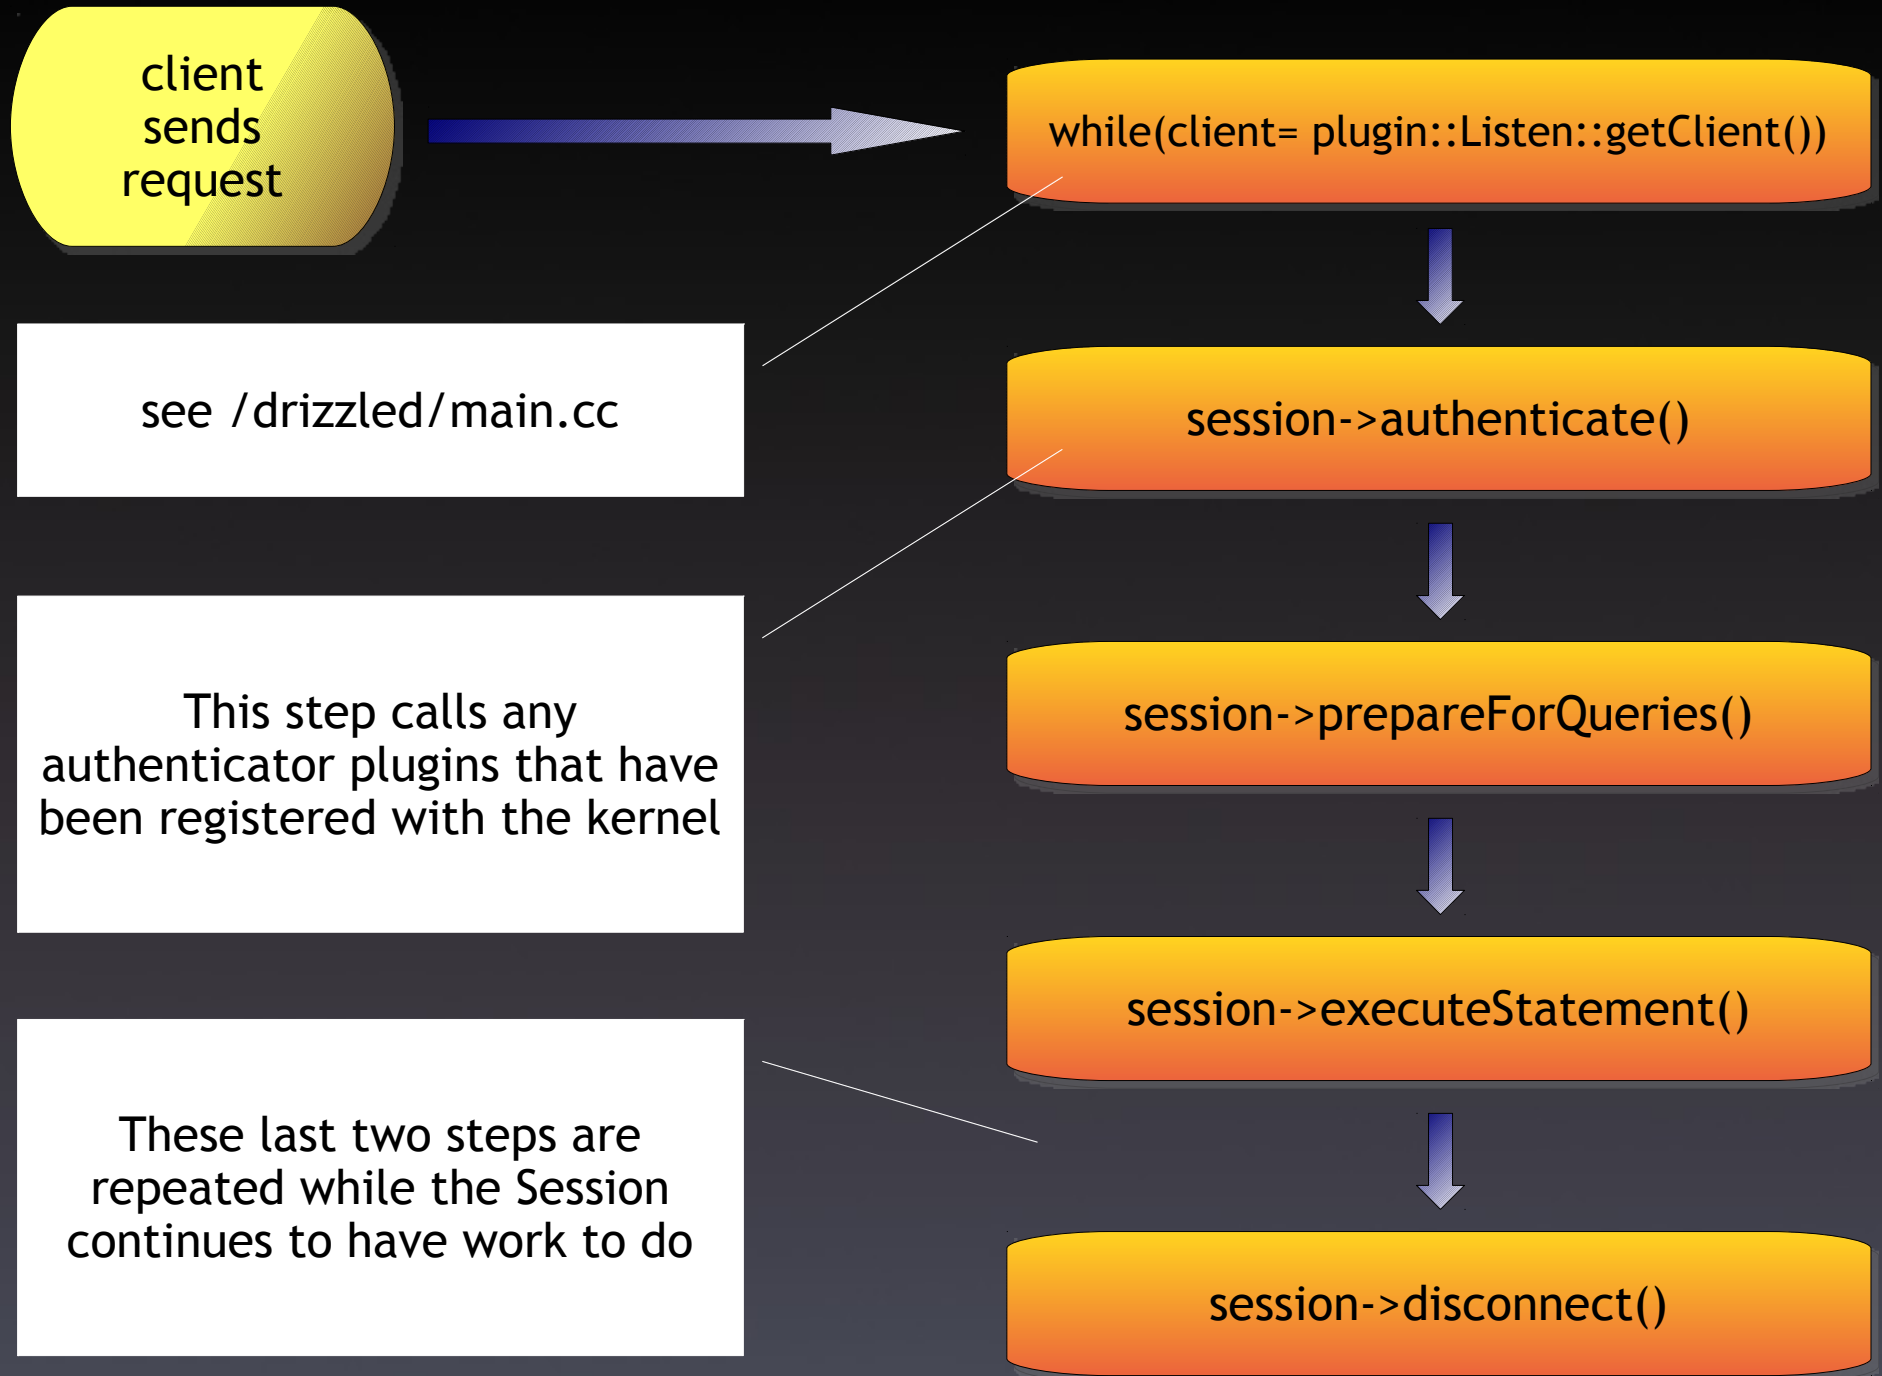 client
sends
request
while(client= plugin::Listen::getClient())
see /drizzled/main.cc
session->authenticate()
This step calls any
authenticator plugins that have
been registered with the kernel
session->prepareForQueries()
session->executeStatement()
These last two steps are
repeated while the Session
continues to have work to do
session->disconnect()